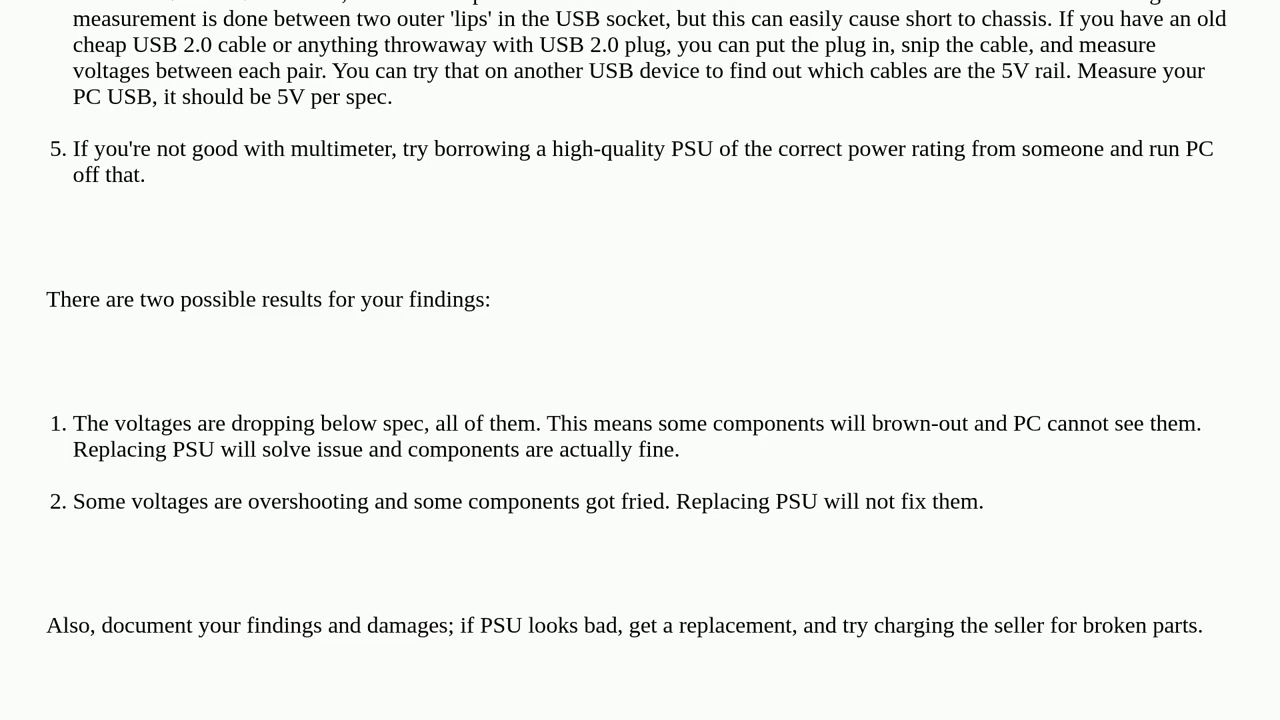 measurement is done between two outer 'lips' in the USB socket, but this can easily cause short to chassis. If you have an old
cheap USB 2.0 cable or anything throwaway with USB 2.0 plug, you can put the plug in, snip the cable, and measure
voltages between each pair. You can try that on another USB device to find out which cables are the 5V rail. Measure your
PC USB, it should be 5V per spec.
5. If you're not good with multimeter, try borrowing a high-quality PSU of the correct power rating from someone and run PC
off that.
There are two possible results for your findings:
1. The voltages are dropping below spec, all of them. This means some components will brown-out and PC cannot see them.
Replacing PSU will solve issue and components are actually fine.
2. Some voltages are overshooting and some components got fried. Replacing PSU will not fix them.
Also, document your findings and damages; if PSU looks bad, get a replacement, and try charging the seller for broken parts.